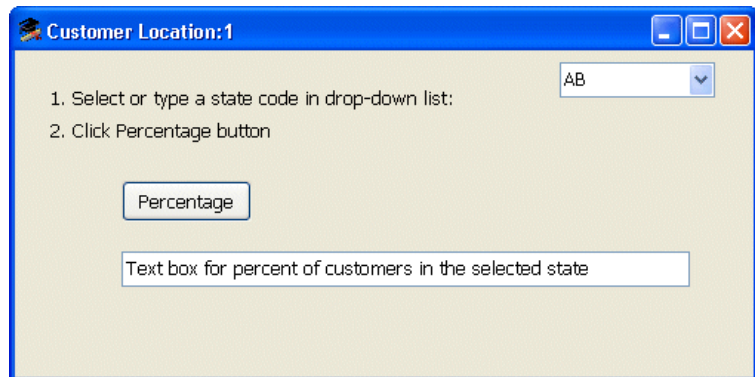 Customer Location:1
AB
1. Select or type a state code in drop-down list:
2. Click Percentage button
Percentage
Text box for percent of customers in the selected state